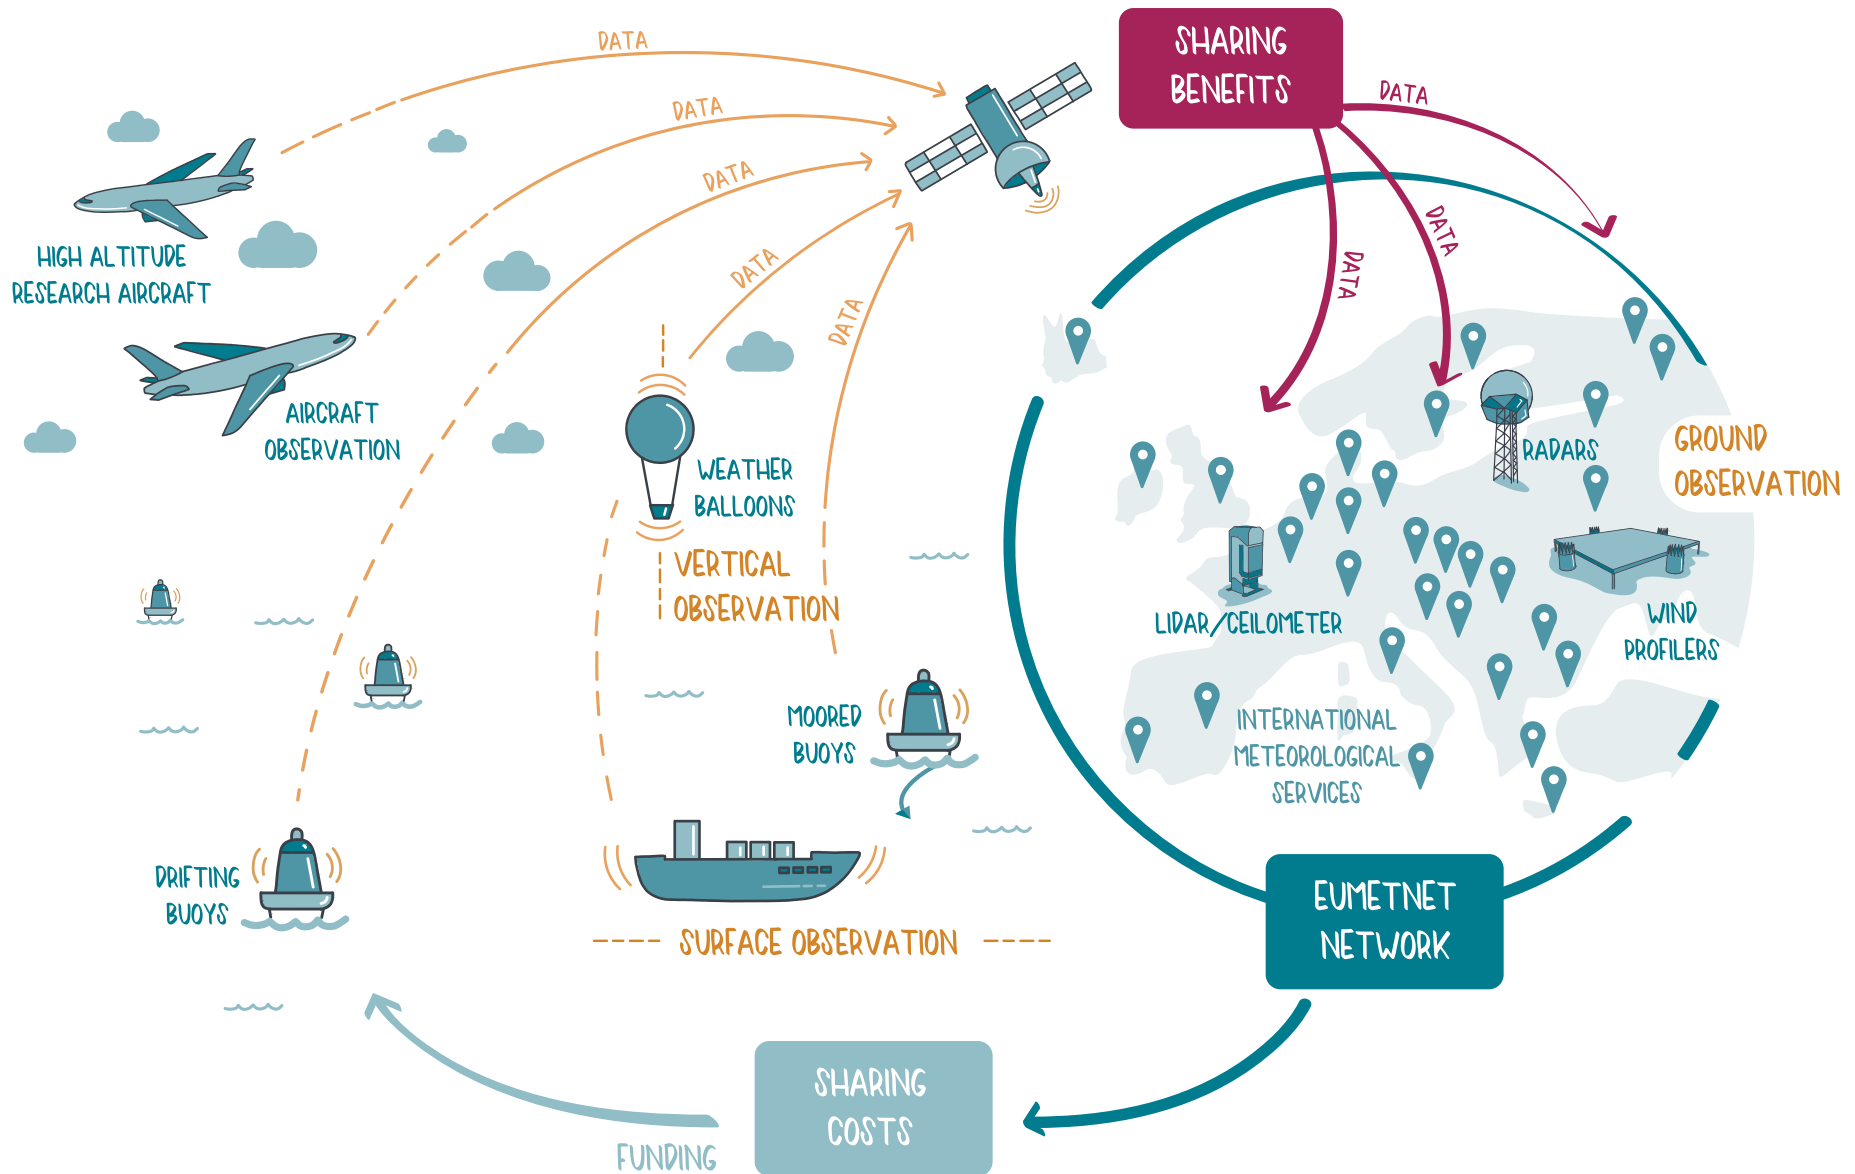 DATA
DATA
DATA
DATA
DATA
SHARING
BENEFITS
DATA
DATA
DATA
HIGH ALTITUDE
RESEARCH AIRCRAFT
AIRCRAFT
OBSERVATION
WEATHER
BALLOONS
VERTICAL
OBSERVATION
MOORED
BUOYS
DRIFTING
BUOYS
SURFACE OBSERVATION
RADARS
GROUND
OBSERVATION
LIDAR/CEILOMETER
WIND
PROFILERS
INTERNATIONAL
METEOROLOGICAL
SERVICES
EUMETNET
NETWORK
SHARING
COSTS
FUNDING